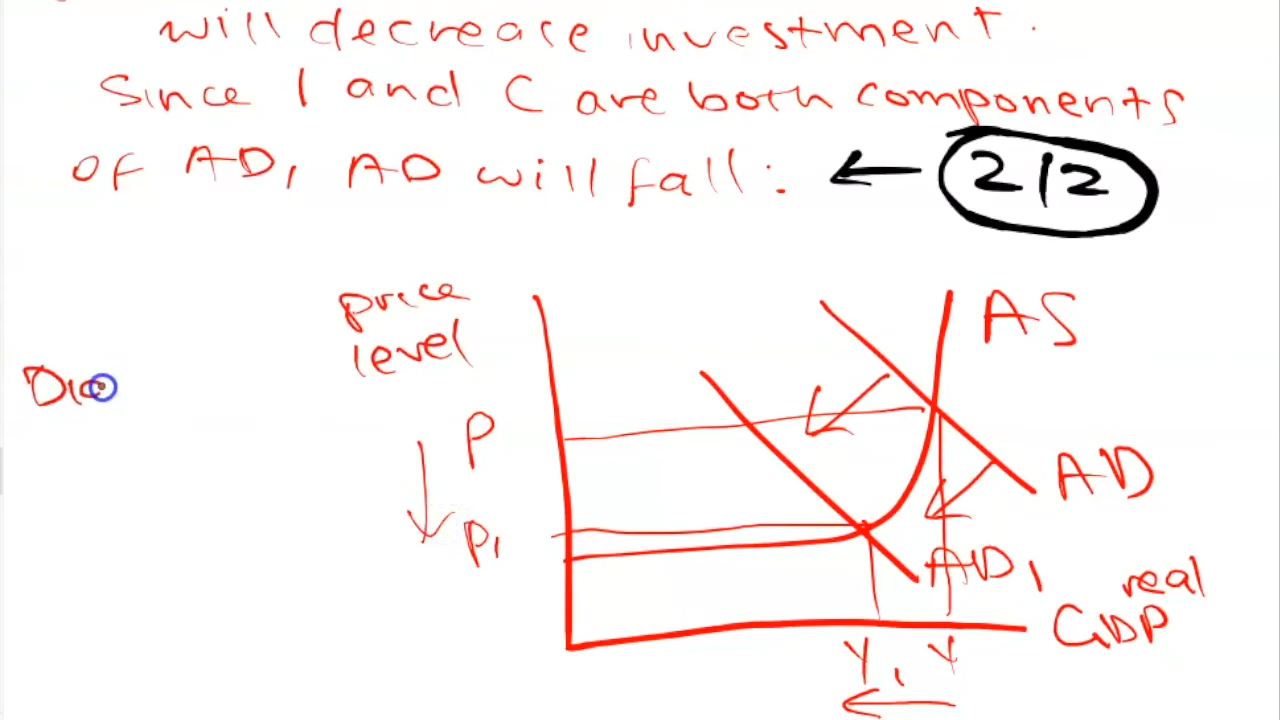 will decrease investment.
Since I and C are both components
of AD, AD will fall: ← 2/2
price
level
AS
P
AD
P1
AD1
real
GDP
Y1 Y